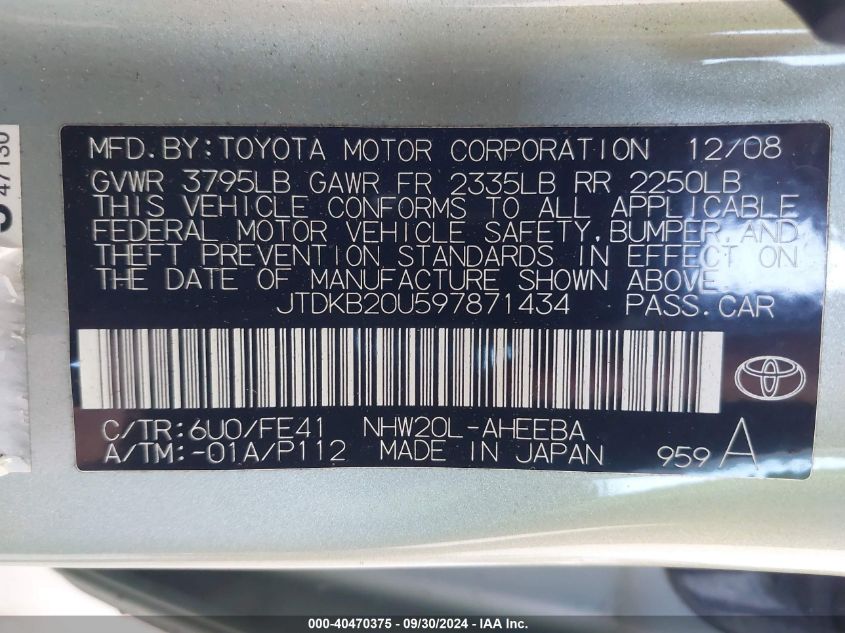 47130
MFD.BY:TOYOTA MOTOR CORPORATION 12/08
GVWR 3795LB GAWR FR 2335LB RR 2250LB
THIS VEHICLE CONFORMS TO ALL APPLICABLE
FEDERAL MOTOR VEHICLE SAFETY,BUMPER,AND
THEFT PREVENTION STANDARDS IN EFFECT ON
THE DATE OF MANUFACTURE SHOWN ABOVE.
JTDKB20U597871434 PASS.CAR
C/TR:6U0/FE41 NHW20L-AHEEBA
A/TM:-01A/P112 MADE IN JAPAN 959 A
000-40470375 - 09/30/2024 - IAA, Inc.